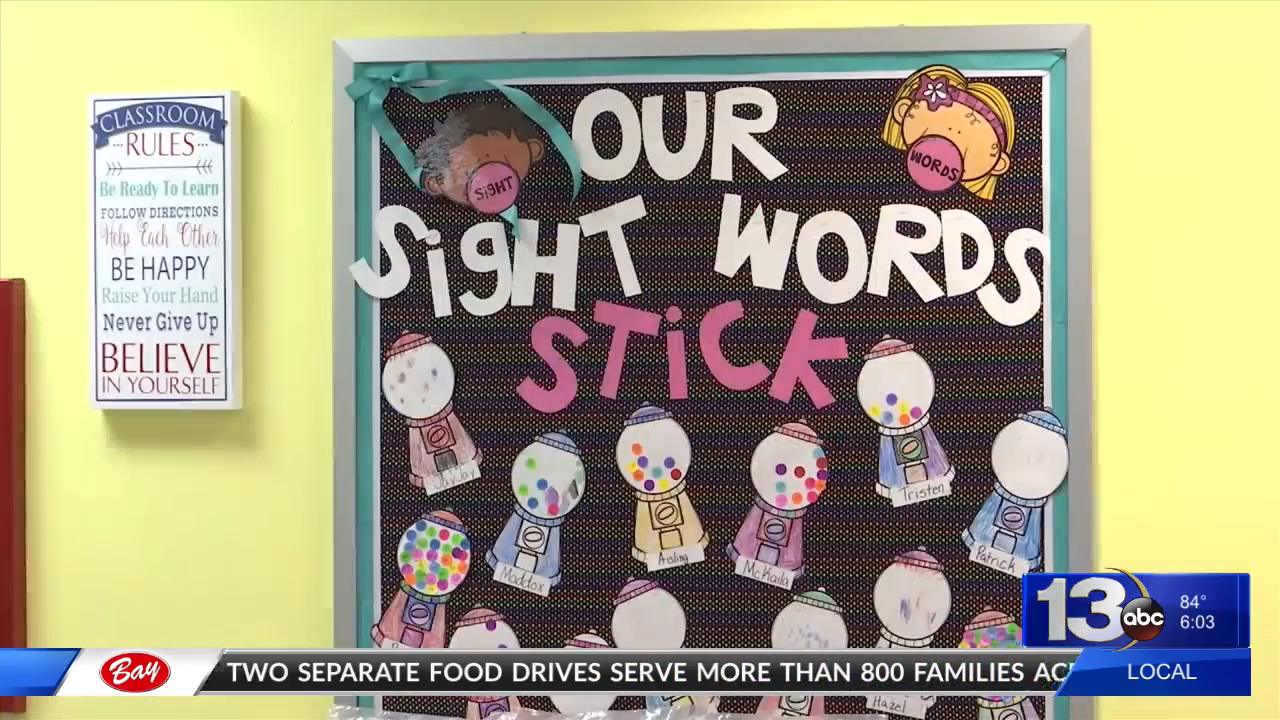 CLASSROOM
RULES
Be Ready To Learn
FOLLOW DIRECTIONS
Help Each Other
BE HAPPY
Raise Your Hand
Never Give Up
BELIEVE
IN YOURSELF
OUR
SiGHT
WORDS
SigHT WORDS
STiCK
JayJay
Maddox
Aisling
McKaila
Tristen
Patrick
Hazel
13 abc
84°
6:03
Bay
TWO SEPARATE FOOD DRIVES SERVE MORE THAN 800 FAMILIES AC
LOCAL